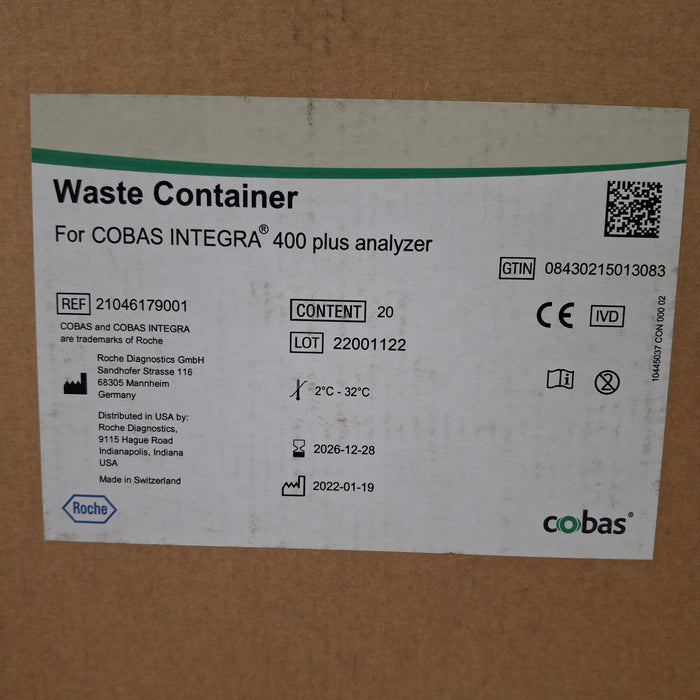 Waste Container
For COBAS INTEGRA® 400 plus analyzer
GTIN 08430215013083
REF 21046179001
COBAS and COBAS INTEGRA
are trademarks of Roche
Roche Diagnostics GmbH
Sandhofer Strasse 116
68305 Mannheim
Germany
Distributed in USA by:
Roche Diagnostics,
9115 Hague Road
Indianapolis, Indiana
USA
Made in Switzerland
Roche
CONTENT 20
LOT 22001122
2°C - 32°C
2026-12-28
2022-01-19
CE IVD
10445037 CON 000 02
cobas®